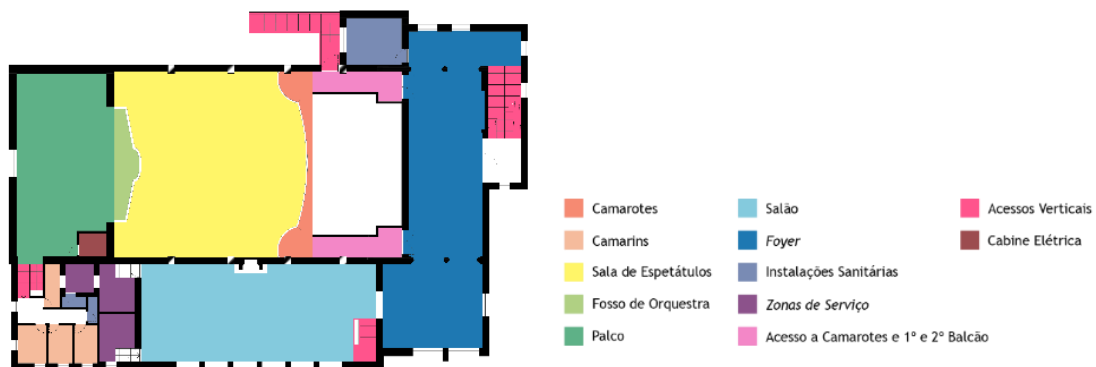 Camarotes
Camarins
Sala de Espetátulos
Fosso de Orquestra
Palco
Salão
Foyer
Instalações Sanitárias
Zonas de Serviço
Acesso a Camarotes e 1º e 2º Balcão
Acessos Verticais
Cabine Elétrica